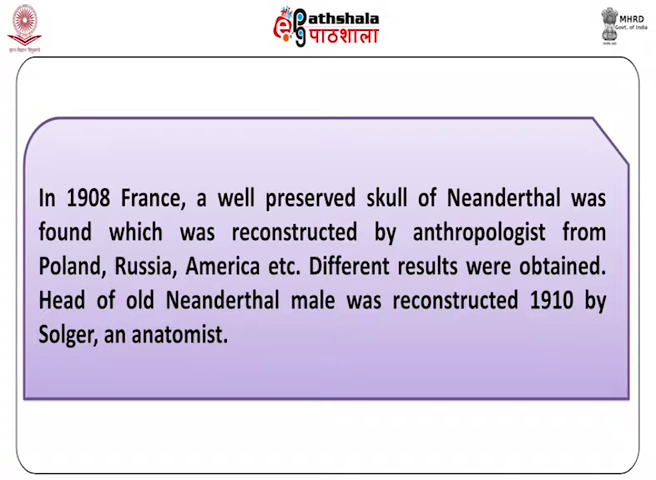 Pathshala
पाठशाला
MHRD
Govt. of India
In 1908 France, a well preserved skull of Neanderthal was
found which was reconstructed by anthropologist from
Poland, Russia, America etc. Different results were obtained.
Head of old Neanderthal male was reconstructed 1910 by
Solger, an anatomist.